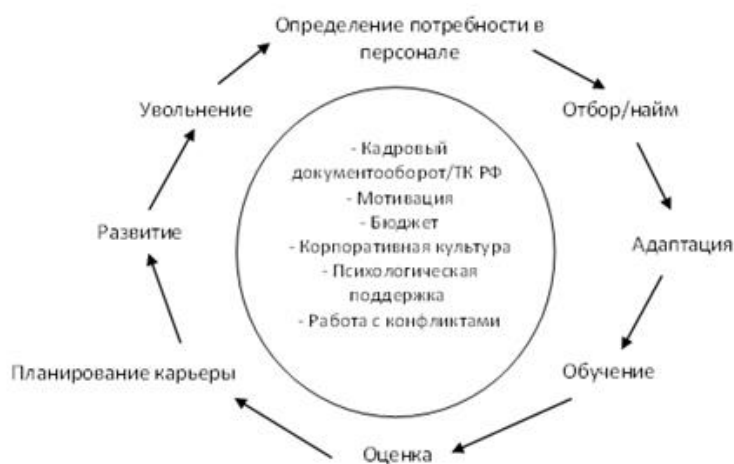 Определение потребности в
персонале
Отбор/найм
Адаптация
Обучение
Оценка
Планирование карьеры
Развитие
Увольнение
- Кадровый
документооборот/ТК РФ
- Мотивация
- Бюджет
- Корпоративная культура
- Психологическая
поддержка
- Работа с конфликтами